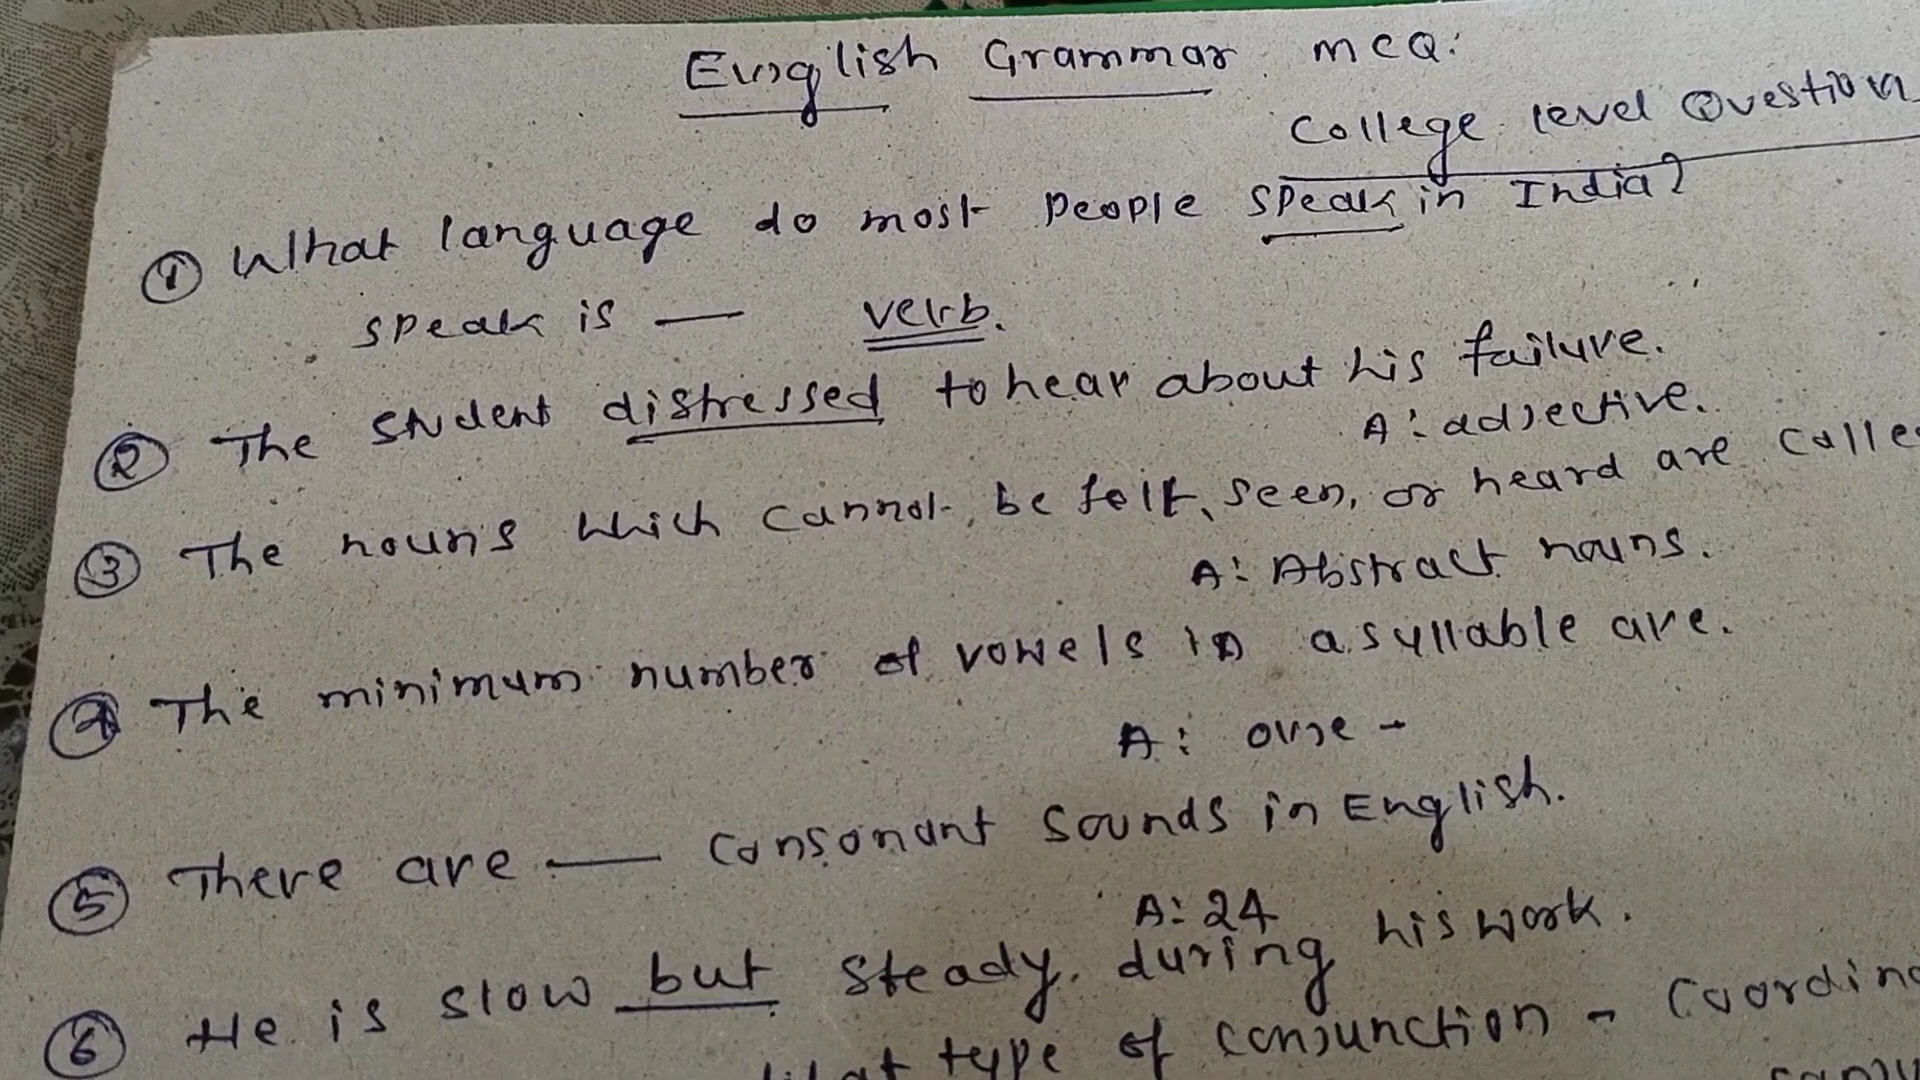 English Grammar MCQ.
College level Question
① What language do most people speak in India?
speak is — verb.
② The student distressed to hear about his failure.
A: adjective.
③ The nouns which cannot be felt, seen, or heard are calle
A: Abstract nouns.
④ The minimum number of vowels in a syllable are.
A: one -
⑤ There are — consonant sounds in English.
A: 24
⑥ He is slow but steady during his work.
What type of conjunction - Coordina
conju